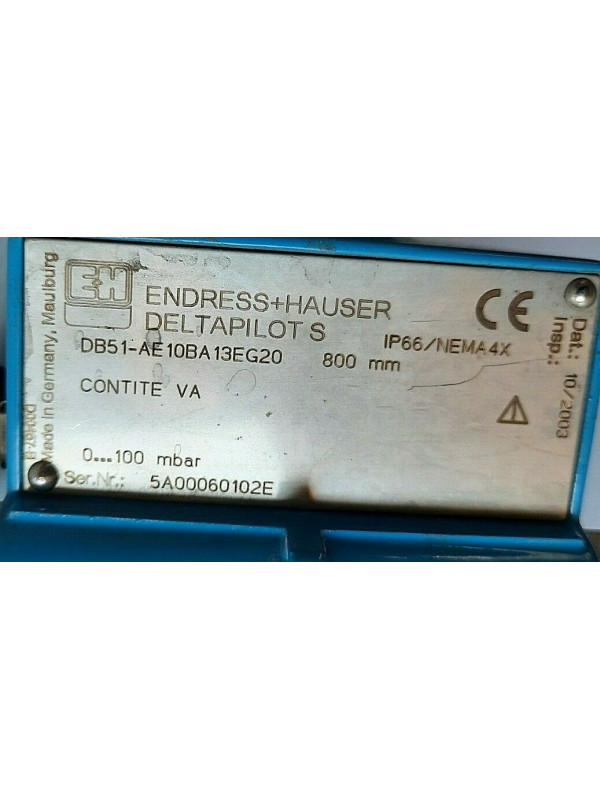 E+H
ENDRESS+HAUSER
DELTAPILOT S
IP66/NEMA4X
DB51-AE10BA13EG20 800 mm
CONTITE VA
0...100 mbar
Ser.Nr.: 5A00060102E
Made in Germany, Maulburg
CE
Dat.: 10/2003
Insp.: